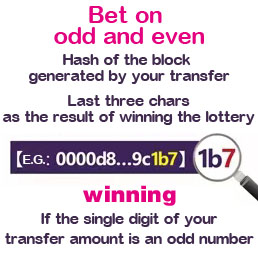 Bet on
odd and even
Hash of the block
generated by your transfer
Last three chars
as the result of winning the lottery
【E.G.: 0000d8...9c1b7】 1b7
winning
If the single digit of your
transfer amount is an odd number